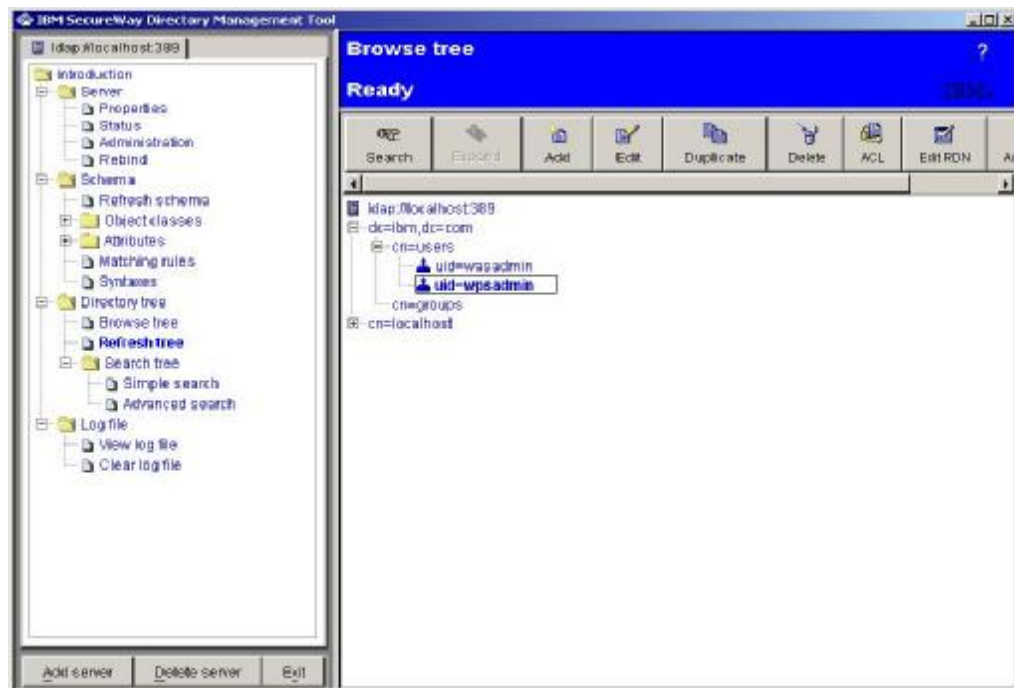 IBM SecureWay Directory Management Tool
ldap://localhost:389
Introduction
Server
Properties
Status
Administration
Rebind
Schema
Refresh schema
Object classes
Attributes
Matching rules
Syntaxes
Directory tree
Browse tree
Refresh tree
Search tree
Simple search
Advanced search
Log file
View log file
Clear log file
Add server
Delete server
Exit
Browse tree
?
Ready
IBM.
Search
Expand
Add
Edit
Duplicate
Delete
ACL
Edit RDN
ldap://localhost:389
dc=ibm,dc=com
cn=users
uid=wasadmin
uid=wpsadmin
cn=groups
cn=localhost